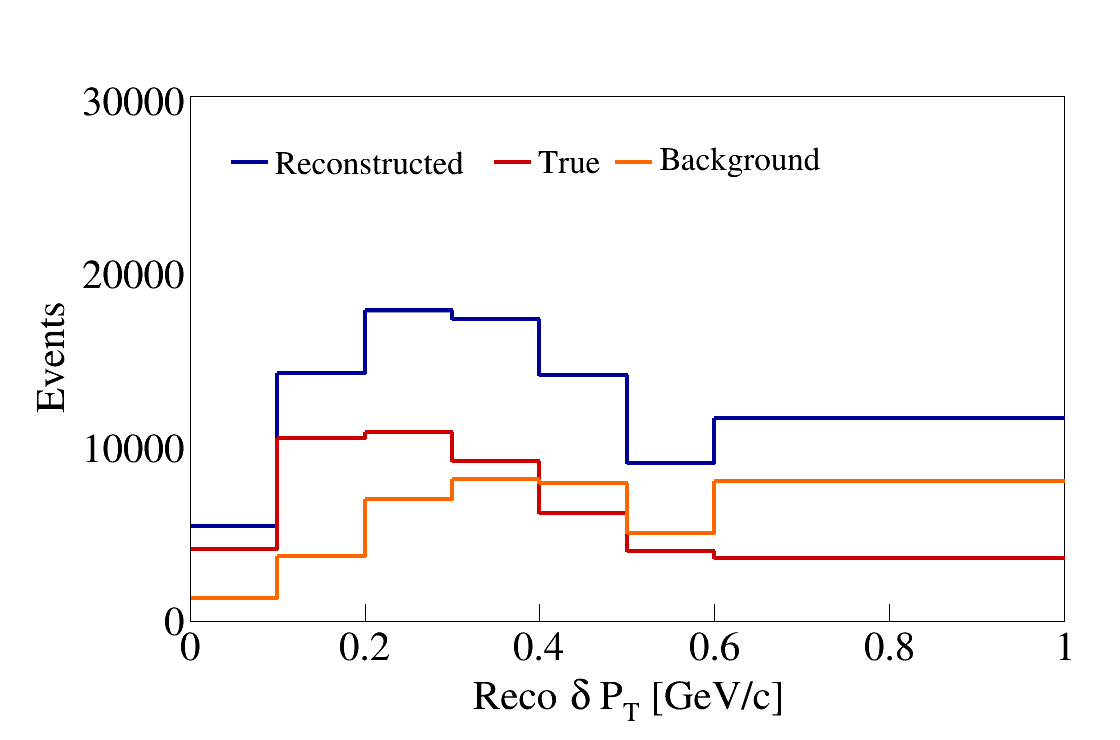 30000
Reconstructed True Background
20000
Events
10000
0
0 0.2 0.4 0.6 0.8 1
Reco δ P_T [GeV/c]